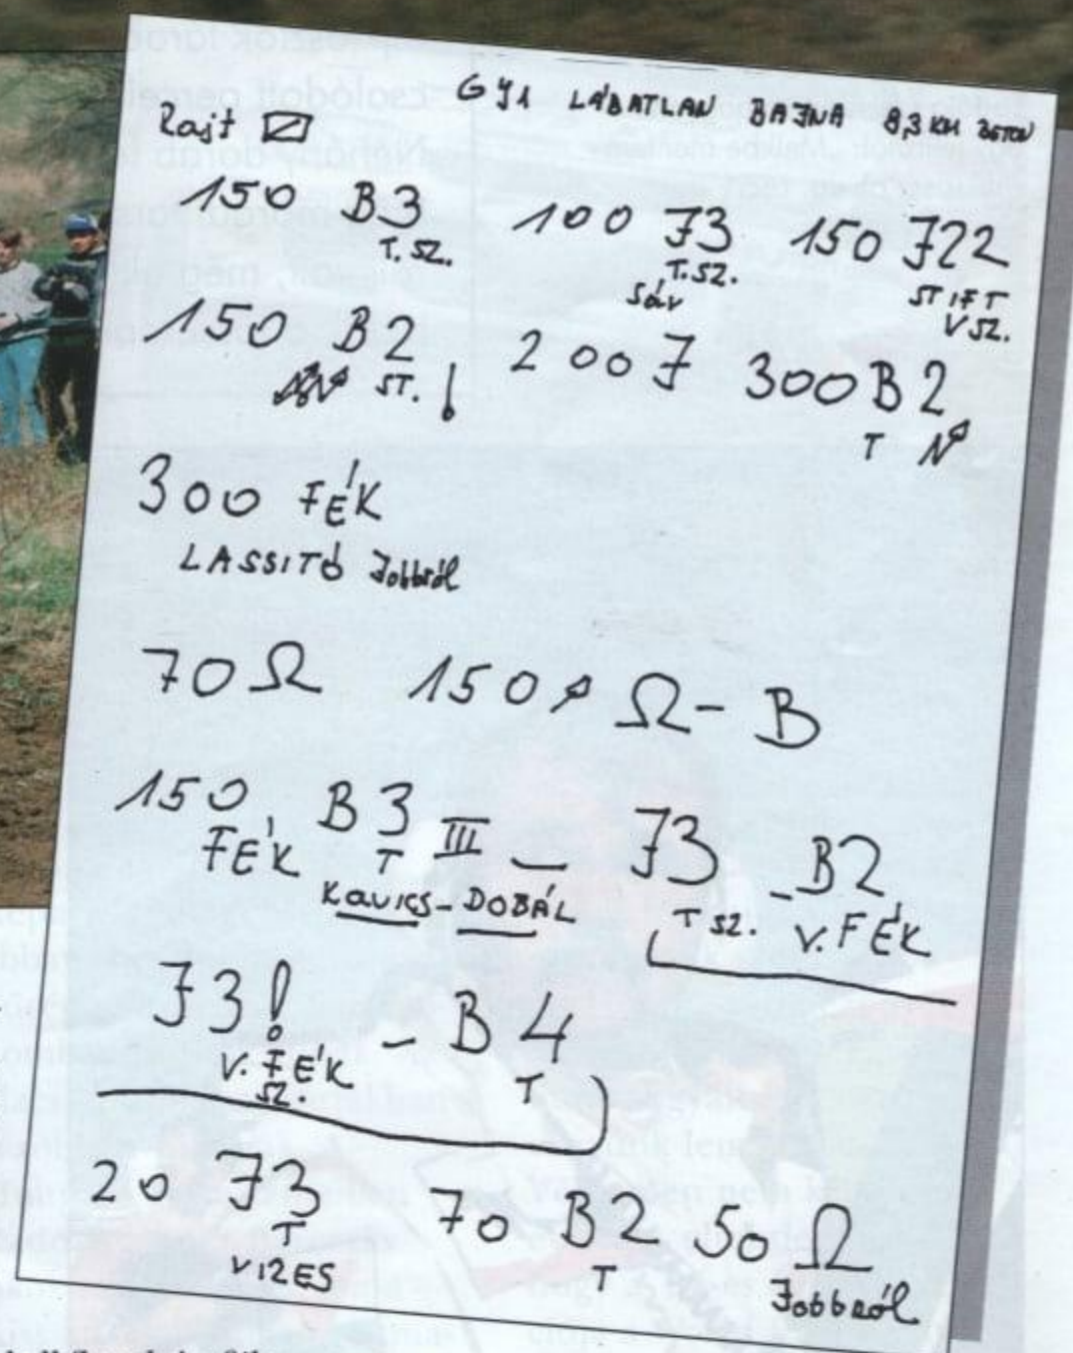 GY1 LÁBATLAN BAJNA 8,3 KM BETON
Rajt
150 B3 100 J3 150 J22
T. SZ. T. SZ. STIFT
Sáv V SZ.
150 B2 200 J 300 B2
ST. ! T
300 FÉK
LASSITÓ Jobbról
70 Ω 150 Ω - B
150 B3 III - J3 - B2
FÉK T T SZ. V. FÉK
KAVICS - DOBÁL
J3! - B4
V. FÉK T
SZ.
20 J3 70 B2 50 Ω
T T Jobbról
VIZES